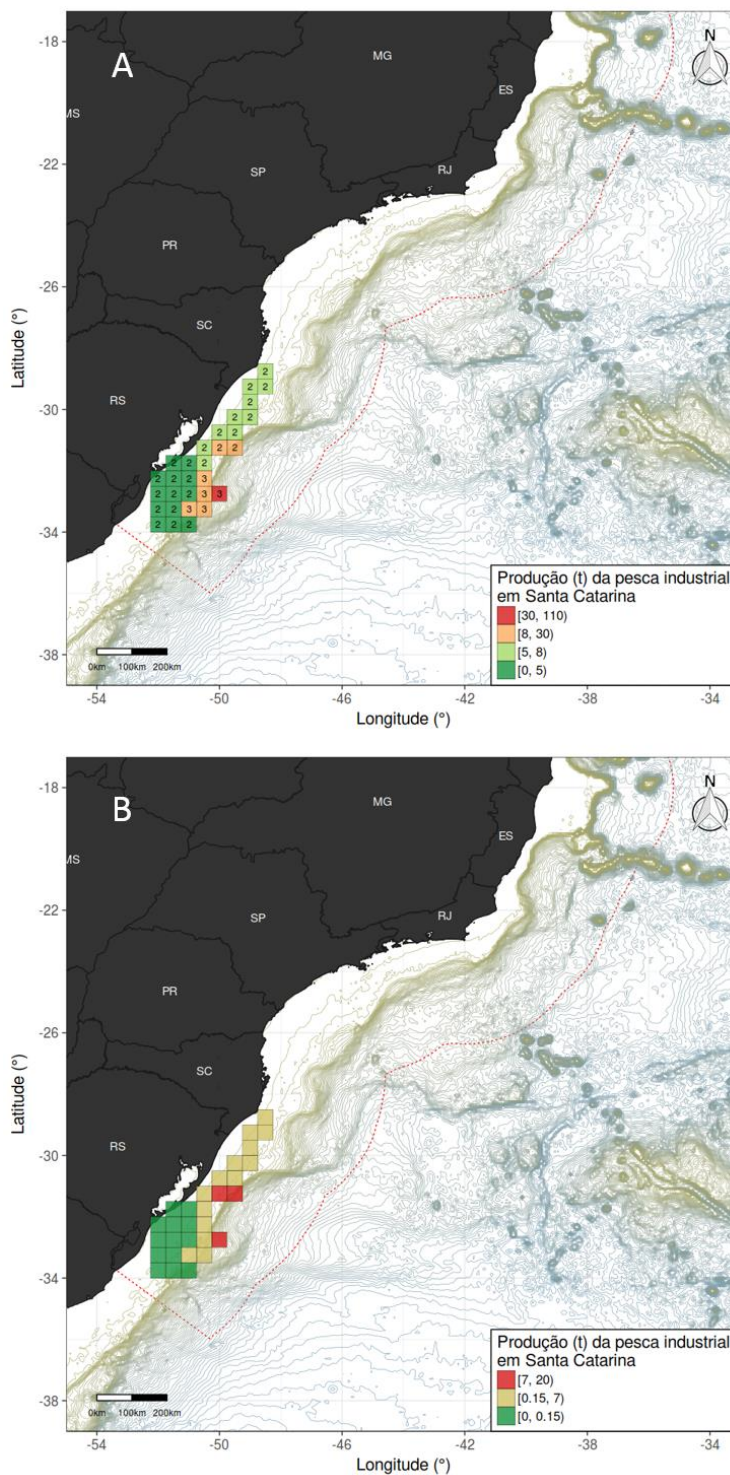 -18
A
N
MG
MS
ES
-22
SP
RJ
PR
-26
SC
2
2 2
2
RS
-30
2 2
2 2
2 2 2
2 2 2
2 2 2 3
2 2 2 3 3
2 2 3 3
2 2 2
-34
-38
Latitude (°)
Produção (t) da pesca industrial
em Santa Catarina
[30, 110)
[8, 30)
[5, 8)
[0, 5)
0km 100km 200km
-54 -50 -46 -42 -38 -34
Longitude (°)
-18
B
N
MG
MS
ES
-22
SP
RJ
PR
-26
SC
RS
-30
-34
-38
Latitude (°)
Produção (t) da pesca industrial
em Santa Catarina
[7, 20)
[0.15, 7)
[0, 0.15)
0km 100km 200km
-54 -50 -46 -42 -38 -34
Longitude (°)